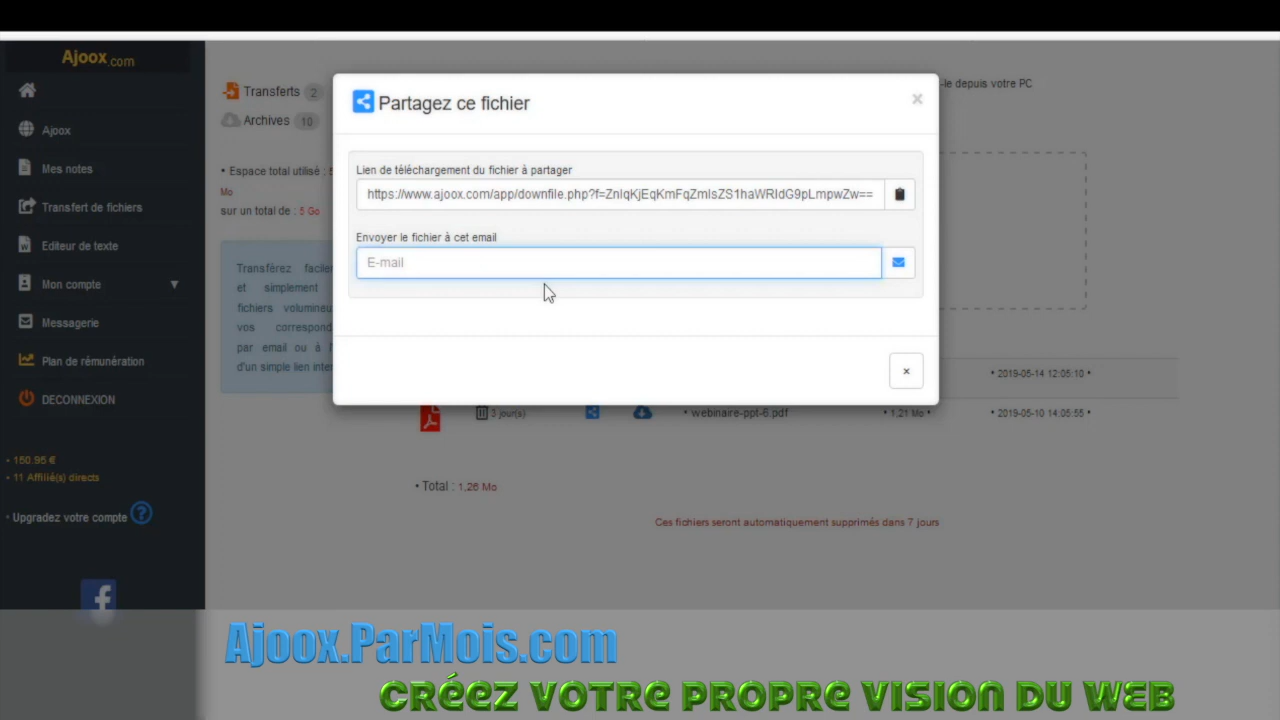 Ajoox.com
Ajoox
Mes notes
Transfert de fichiers
Editeur de texte
Mon compte ▼
Messagerie
Plan de rémunération
DECONNEXION
• 160.95 €
• 11 Affilié(s) directs
• Upgradez votre compte ?
Transferts 2
Archives 10
• Espace total utilisé :
Mo
sur un total de : 5 Go
Transférez
et simplement
fichiers
vos
par email ou à
d'un simple lien
-le depuis votre PC
Partagez ce fichier ×
Lien de téléchargement du fichier à partager
https://www.ajoox.com/app/downfile.php?f=ZnlqKjEqKmFqZmlsZS1haWRldG9pLmpwZw==
Envoyer le fichier à cet email
E-mail
×
• 2019-05-14 12:05:10 •
3 jour(s) • webinaire-ppt-6.pdf • 1,21 Mo • • 2019-05-10 14:05:55 •
• Total : 1,26 Mo
Ces fichiers seront automatiquement supprimés dans 7 jours
Ajoox.ParMois.com
CRÉEZ VOTRE PROPRE VISION DU WEB